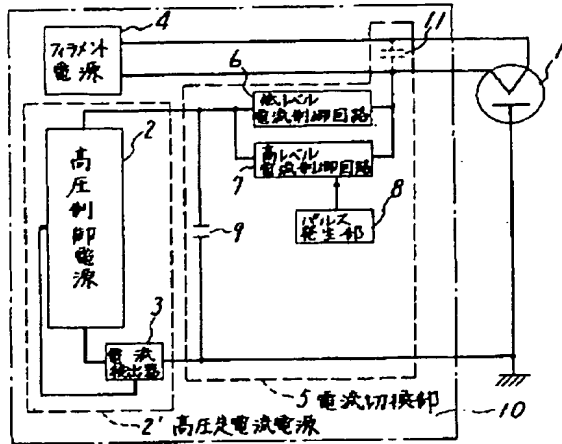 4
11
フィラメント
電源
6
1
低レベル
電流制御回路
2
高圧制御電源
高レベル
電流制御回路
7
8
パルス
発生部
9
3
電流
検出器
5 電流切換部
10
2' 高圧定電流電源